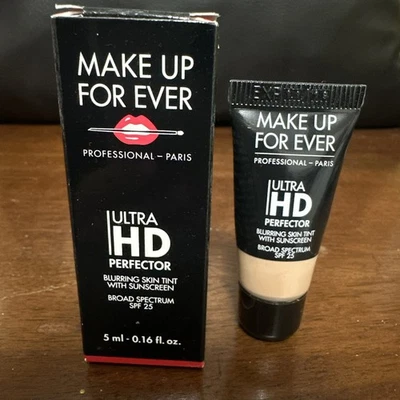 MAKE UP
FOR EVER
PROFESSIONAL – PARIS
ULTRA
HD
PERFECTOR
BLURRING SKIN TINT
WITH SUNSCREEN
BROAD SPECTRUM
SPF 25
5 ml - 0.16 fl. oz.
MAKE UP
FOR EVER
PROFESSIONAL – PARIS
ULTRA
HD
PERFECTOR
BLURRING SKIN TINT
WITH SUNSCREEN
BROAD SPECTRUM
SPF 25